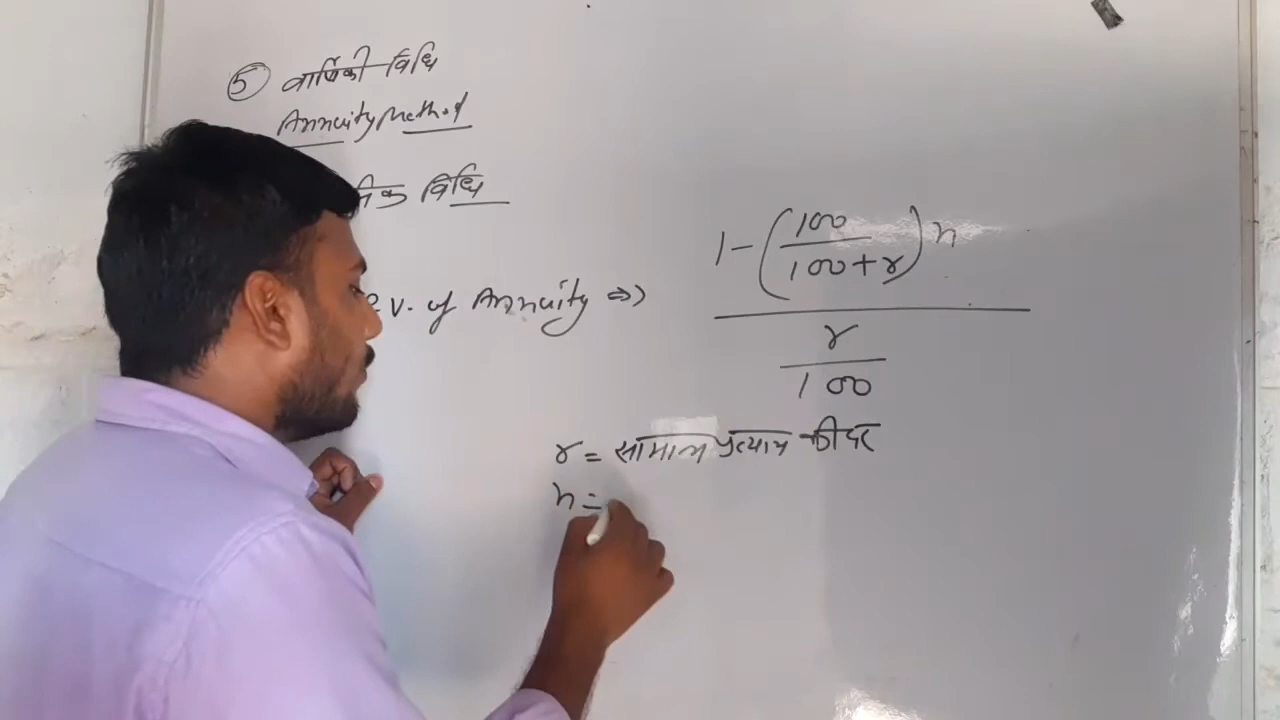 (5) वार्षिकी विधि
Annuity Method
विधि
V. of Annuity ⇒
1 - (100 / 100 + r) n
r / 100
r = सामान्य प्रत्याय की दर
n =